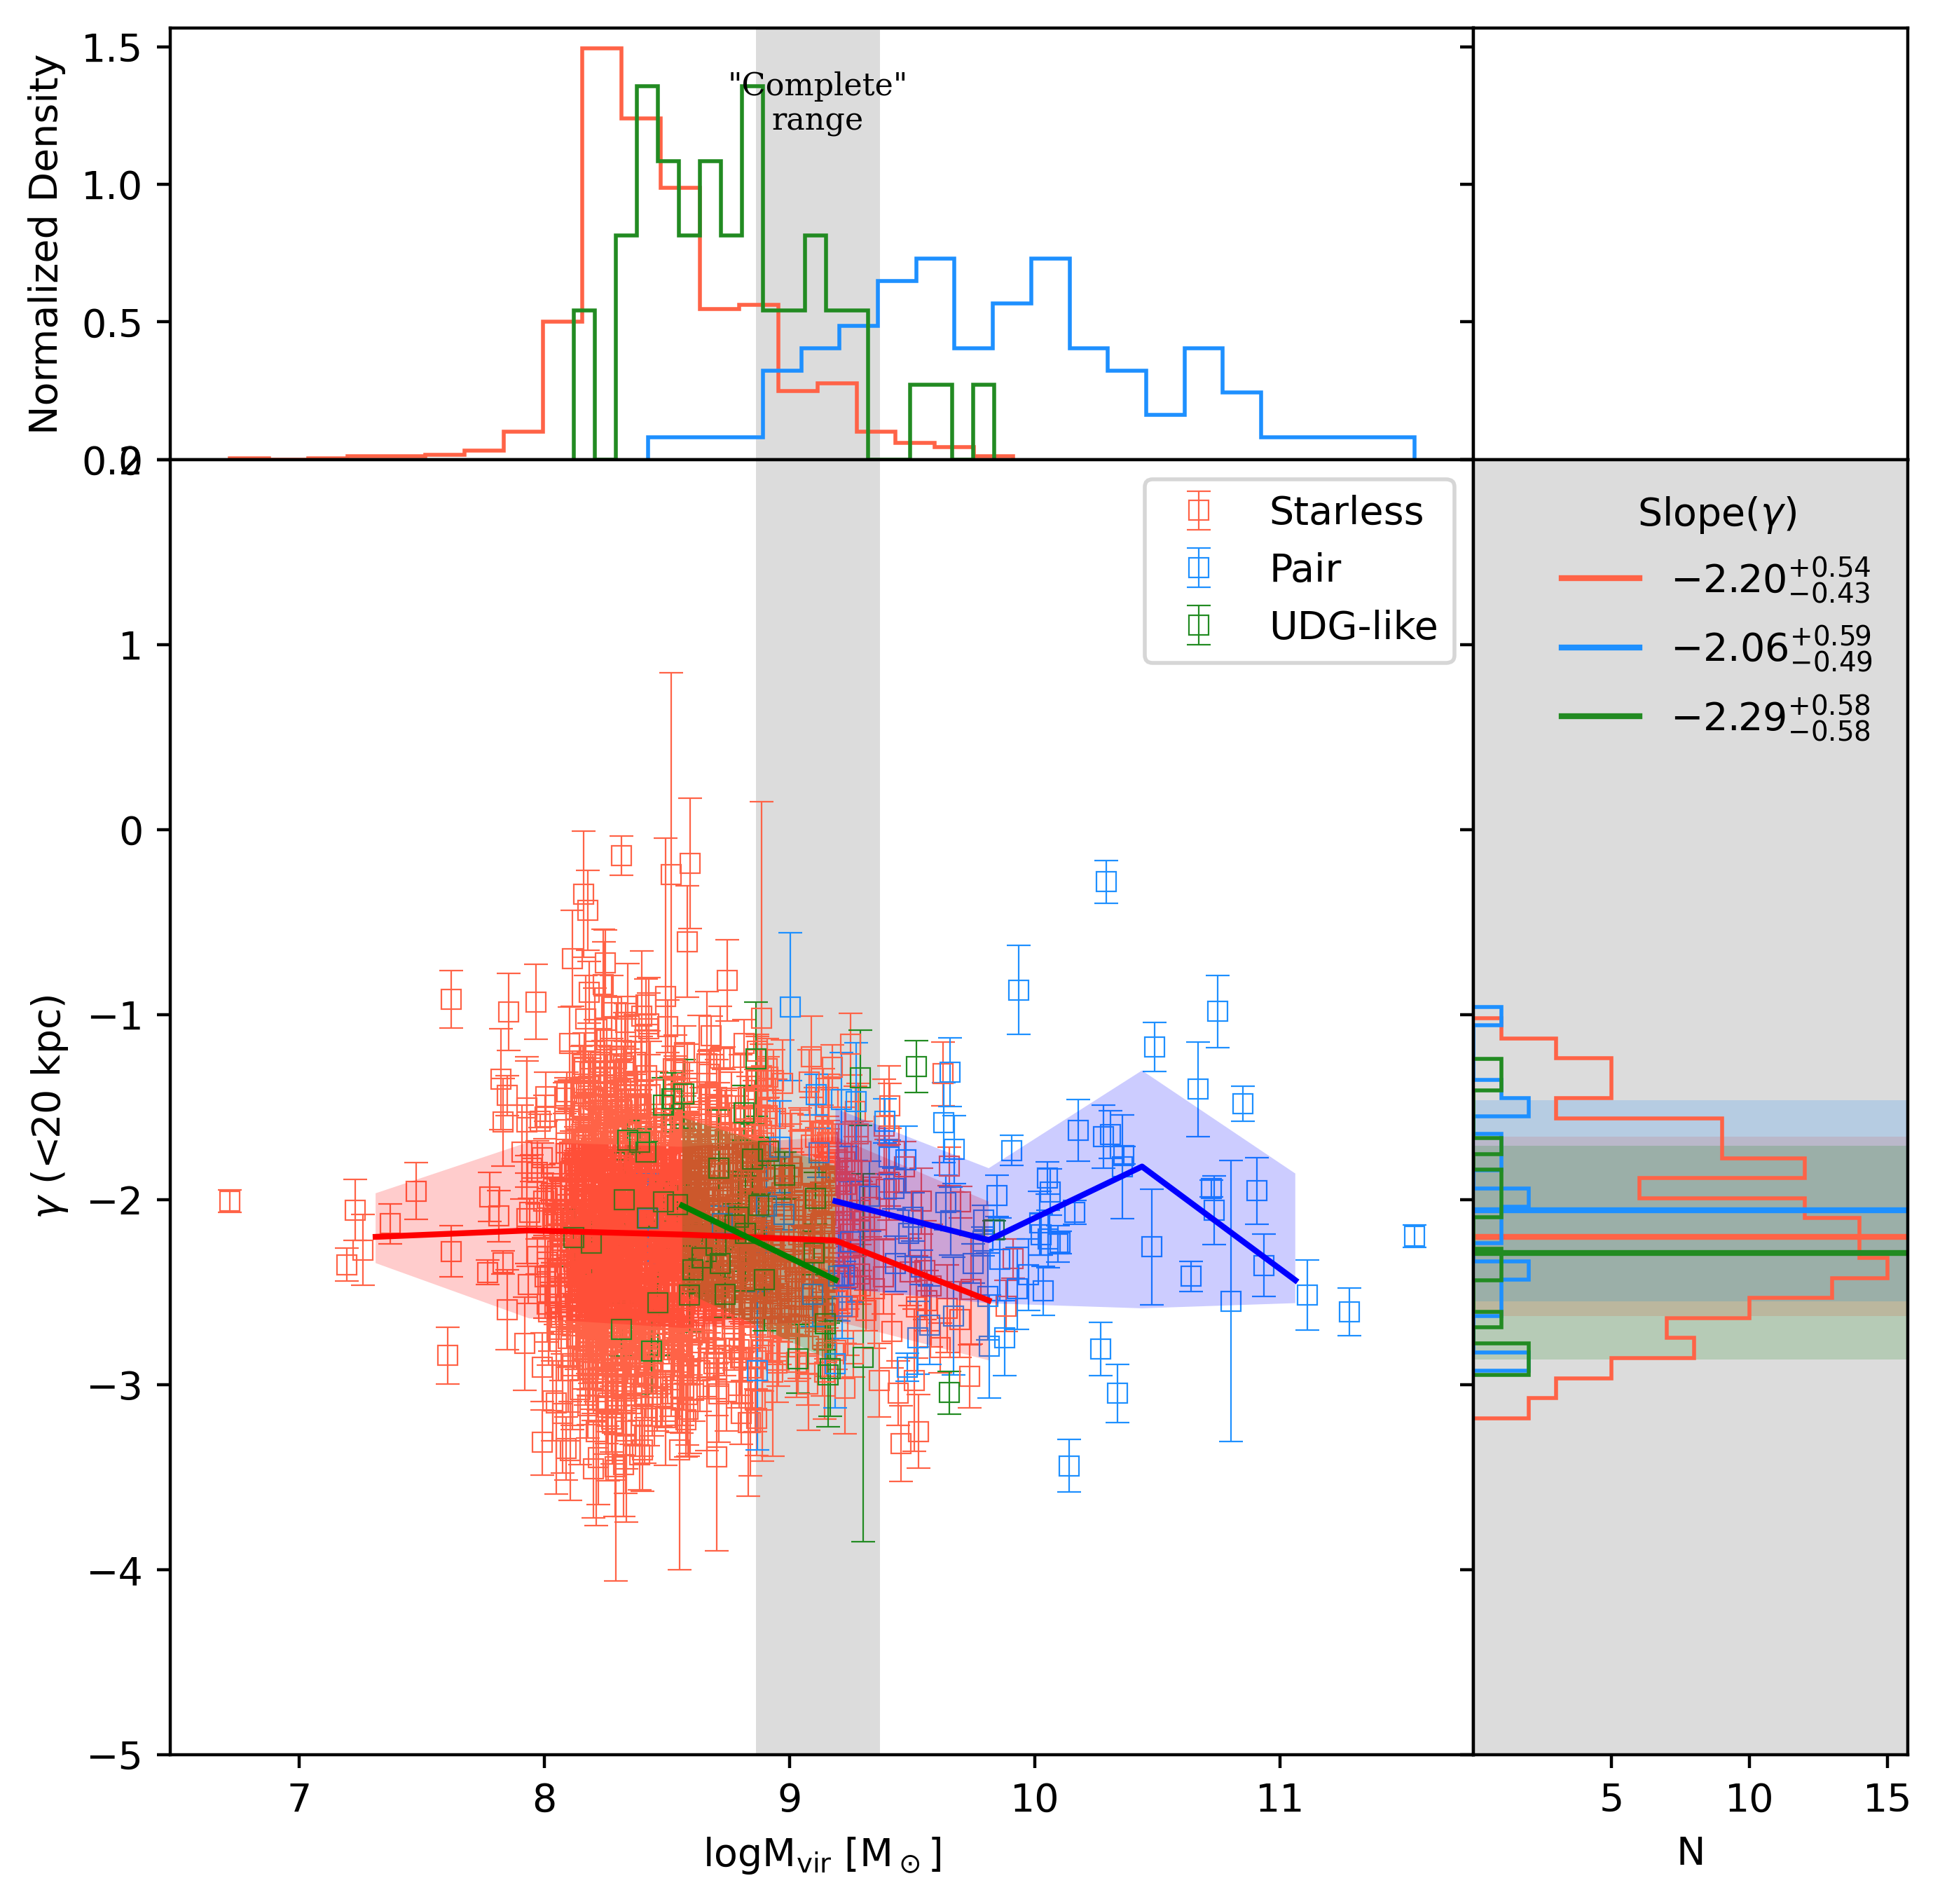 1.5
1.0
0.5
0.0
Normalized Density
"Complete"
range
2
1
0
−1
−2
−3
−4
−5
γ (<20 kpc)
Starless
Pair
UDG-like
Slope(γ)
−2.20+0.54−0.43
−2.06+0.59−0.49
−2.29+0.58−0.58
7 8 9 10 11
logMvir [M⊙]
5 10 15
N